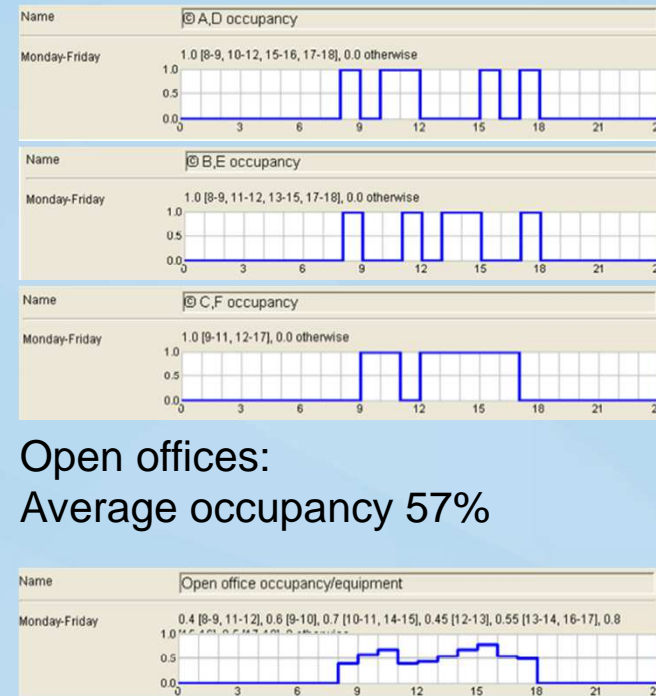 Name
© A,D occupancy
Monday-Friday
1.0 [8-9, 10-12, 15-16, 17-18], 0.0 otherwise
1.0
0.5
0.0
0 3 6 9 12 15 18 21
Name
© B,E occupancy
Monday-Friday
1.0 [8-9, 11-12, 13-15, 17-18], 0.0 otherwise
1.0
0.5
0.0
0 3 6 9 12 15 18 21
Name
© C,F occupancy
Monday-Friday
1.0 [9-11, 12-17], 0.0 otherwise
1.0
0.5
0.0
0 3 6 9 12 15 18 21
Open offices:
Average occupancy 57%
Name
Open office occupancy/equipment
Monday-Friday
0.4 [8-9, 11-12], 0.6 [9-10], 0.7 [10-11, 14-15], 0.45 [12-13], 0.55 [13-14, 16-17], 0.8
1.0
0.5
0.0
0 3 6 9 12 15 18 21